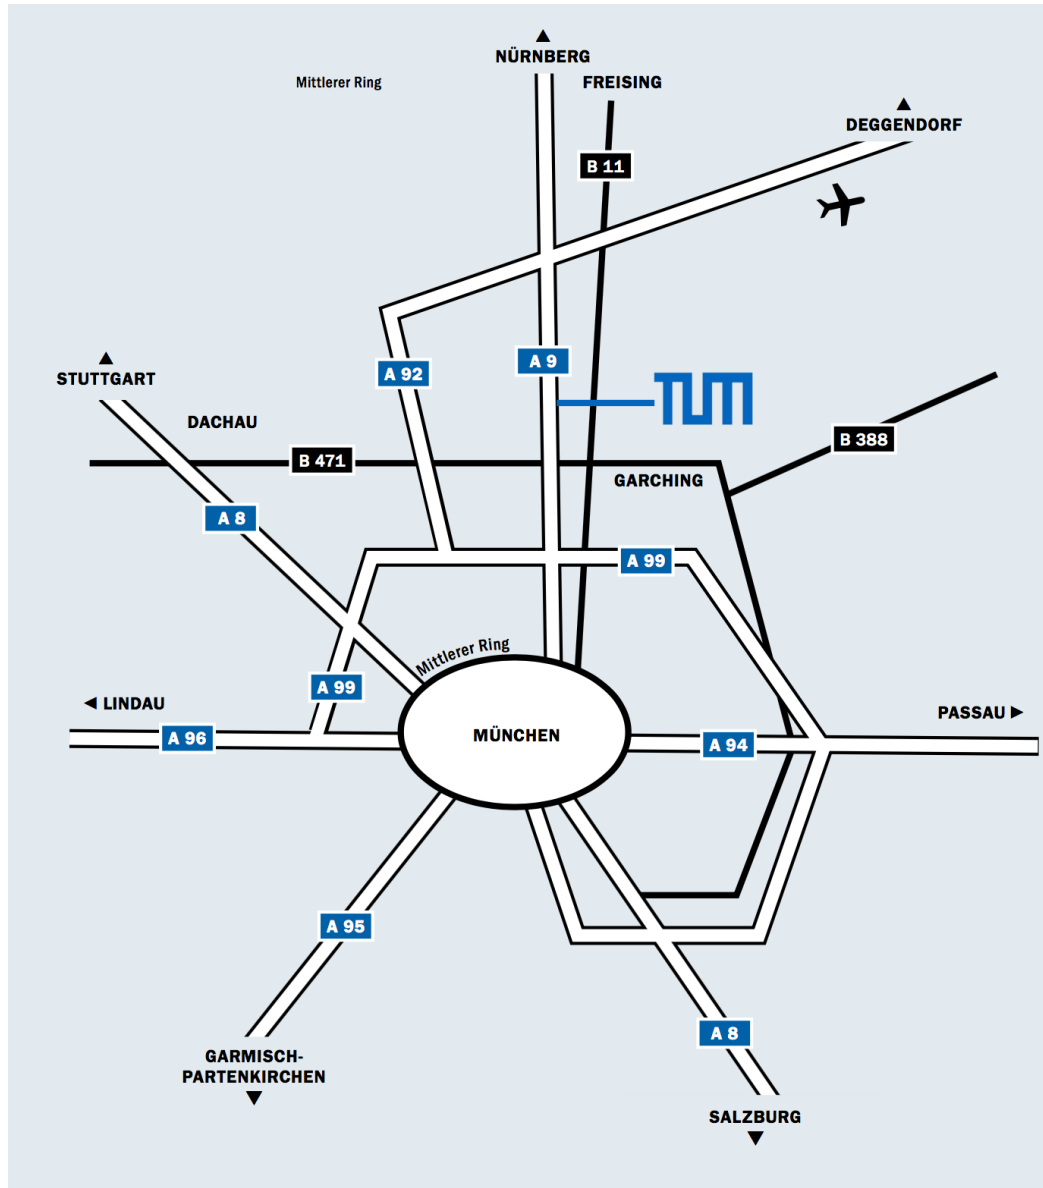 NÜRNBERG
Mittlerer Ring
FREISING
DEGGENDORF
B 11
A 9
A 92
STUTTGART
TUM
DACHAU
B 388
B 471
GARCHING
A 8
A 99
Mittlerer Ring
A 99
LINDAU
PASSAU
A 96
MÜNCHEN
A 94
A 95
A 8
GARMISCH-
PARTENKIRCHEN
SALZBURG